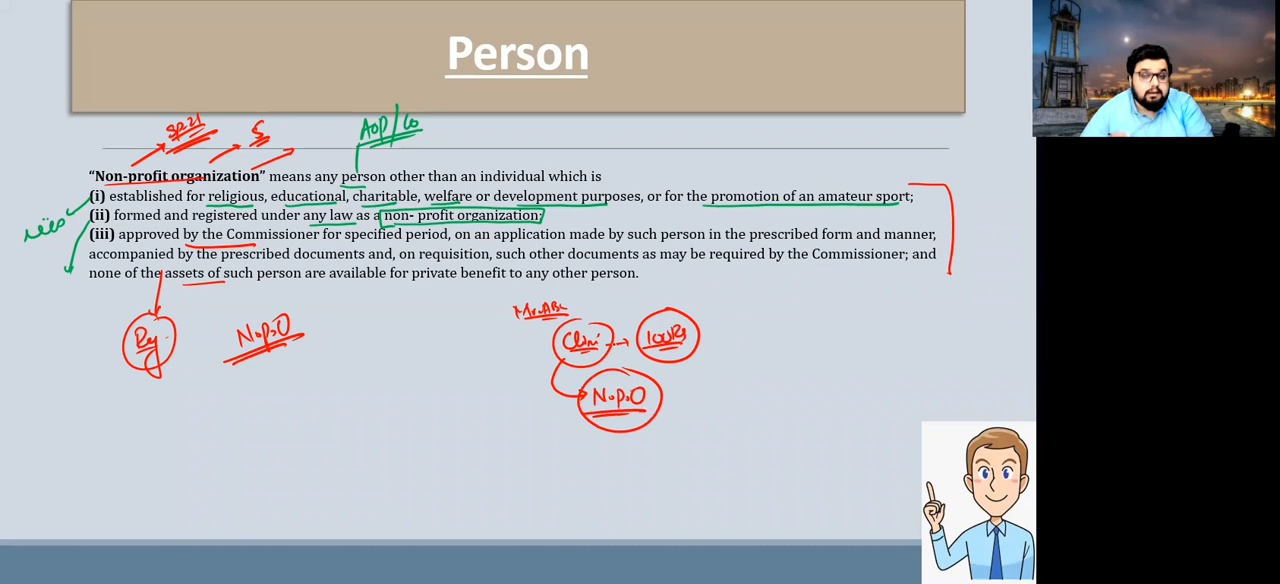 Person
AOP/Co
"Non-profit organization" means any person other than an individual which is
(i) established for religious, educational, charitable, welfare or development purposes, or for the promotion of an amateur sport;
(ii) formed and registered under any law as a non- profit organization;
(iii) approved by the Commissioner for specified period, on an application made by such person in the prescribed form and manner,
accompanied by the prescribed documents and, on requisition, such other documents as may be required by the Commissioner; and
none of the assets of such person are available for private benefit to any other person.
Mr. ABC
N.P.O
100Rs
N.P.O